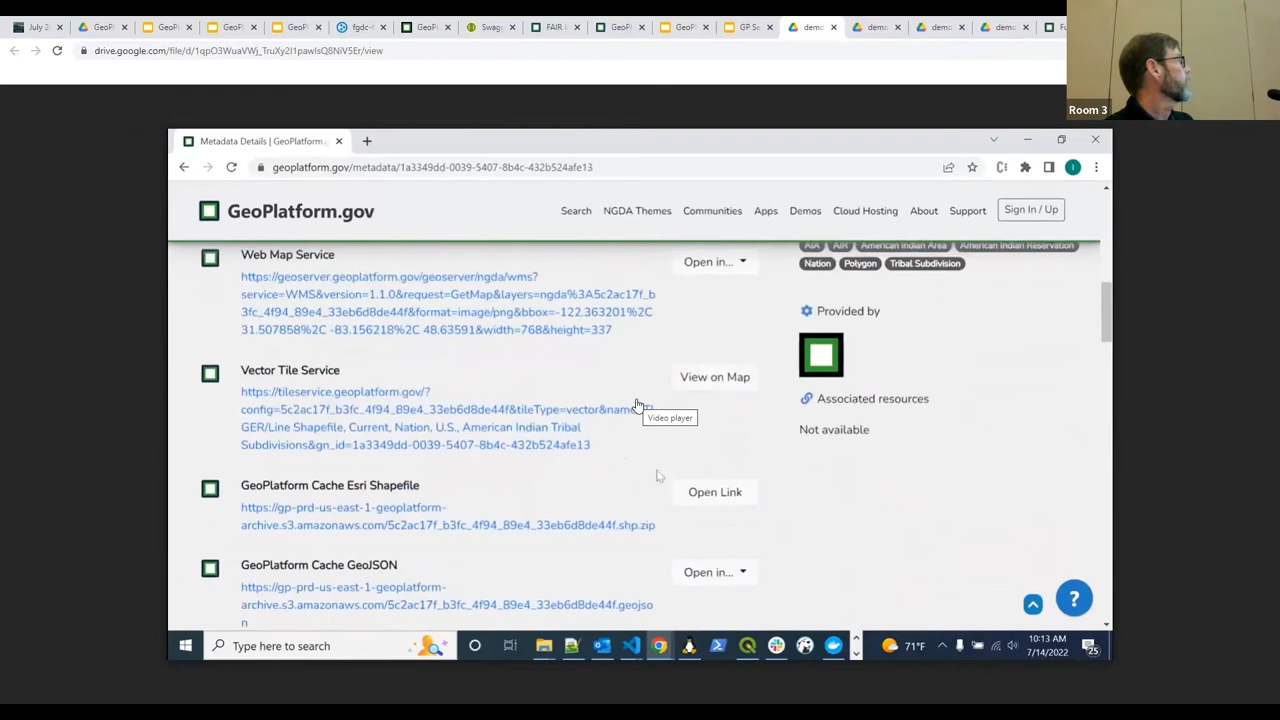 July 2
GeoPl
GeoPl
GeoPl
GeoPl
fgdc-
GeoPl
Swag
FAIR
GeoPl
GeoPl
GP Se
demo
demo
demo
demo
drive.google.com/file/d/1qpO3WuaVWj_TruXy2I1pawlsQ8NiV5Er/view
Room 3
Metadata Details | GeoPlatform.g
geoplatform.gov/metadata/1a3349dd-0039-5407-8b4c-432b524afe13
GeoPlatform.gov
Search
NGDA Themes
Communities
Apps
Demos
Cloud Hosting
About
Support
Sign In / Up
Web Map Service
https://geoserver.geoplatform.gov/geoserver/ngda/wms?
service=WMS&version=1.1.0&request=GetMap&layers=ngda%3A5c2ac17f_b
3fc_4f94_89e4_33eb6d8de44f&format=image/png&bbox=-122.363201%2C
31.507858%2C -83.156218%2C 48.63591&width=768&height=337
Open in...
Vector Tile Service
https://tileservice.geoplatform.gov/?
config=5c2ac17f_b3fc_4f94_89e4_33eb6d8de44f&tileType=vector&name
GER/Line Shapefile, Current, Nation, U.S., American Indian Tribal
Subdivisions&gn_id=1a3349dd-0039-5407-8b4c-432b524afe13
View on Map
Video player
GeoPlatform Cache Esri Shapefile
https://gp-prd-us-east-1-geoplatform-
archive.s3.amazonaws.com/5c2ac17f_b3fc_4f94_89e4_33eb6d8de44f.shp.zip
Open Link
GeoPlatform Cache GeoJSON
https://gp-prd-us-east-1-geoplatform-
archive.s3.amazonaws.com/5c2ac17f_b3fc_4f94_89e4_33eb6d8de44f.geojso
n
Open in...
AIA
AIR
American Indian Area
American Indian Reservation
Nation
Polygon
Tribal Subdivision
Provided by
Associated resources
Not available
?
Type here to search
71°F
10:13 AM
7/14/2022
25